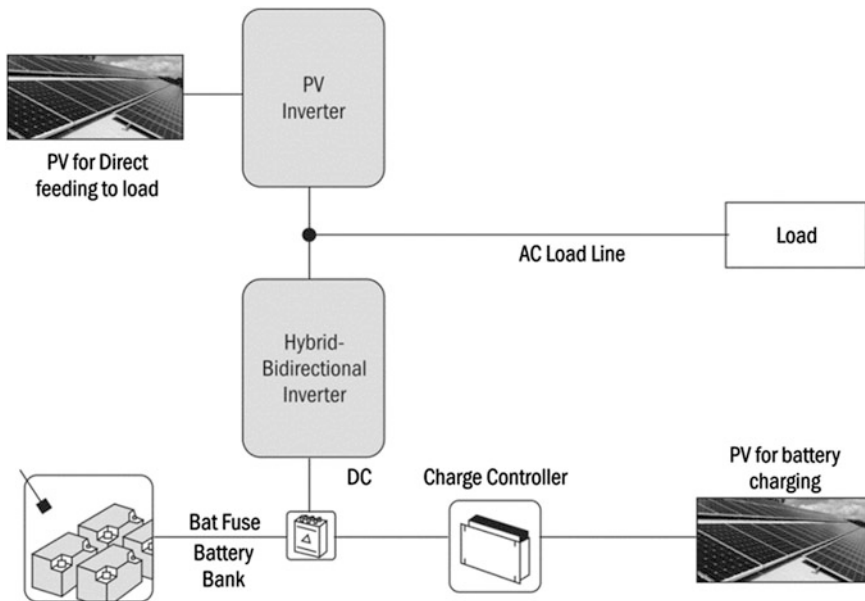 PV
Inverter
PV for Direct
feeding to load
AC Load Line
Load
Hybrid-
Bidirectional
Inverter
DC
Charge Controller
PV for battery
charging
Bat Fuse
Battery
Bank